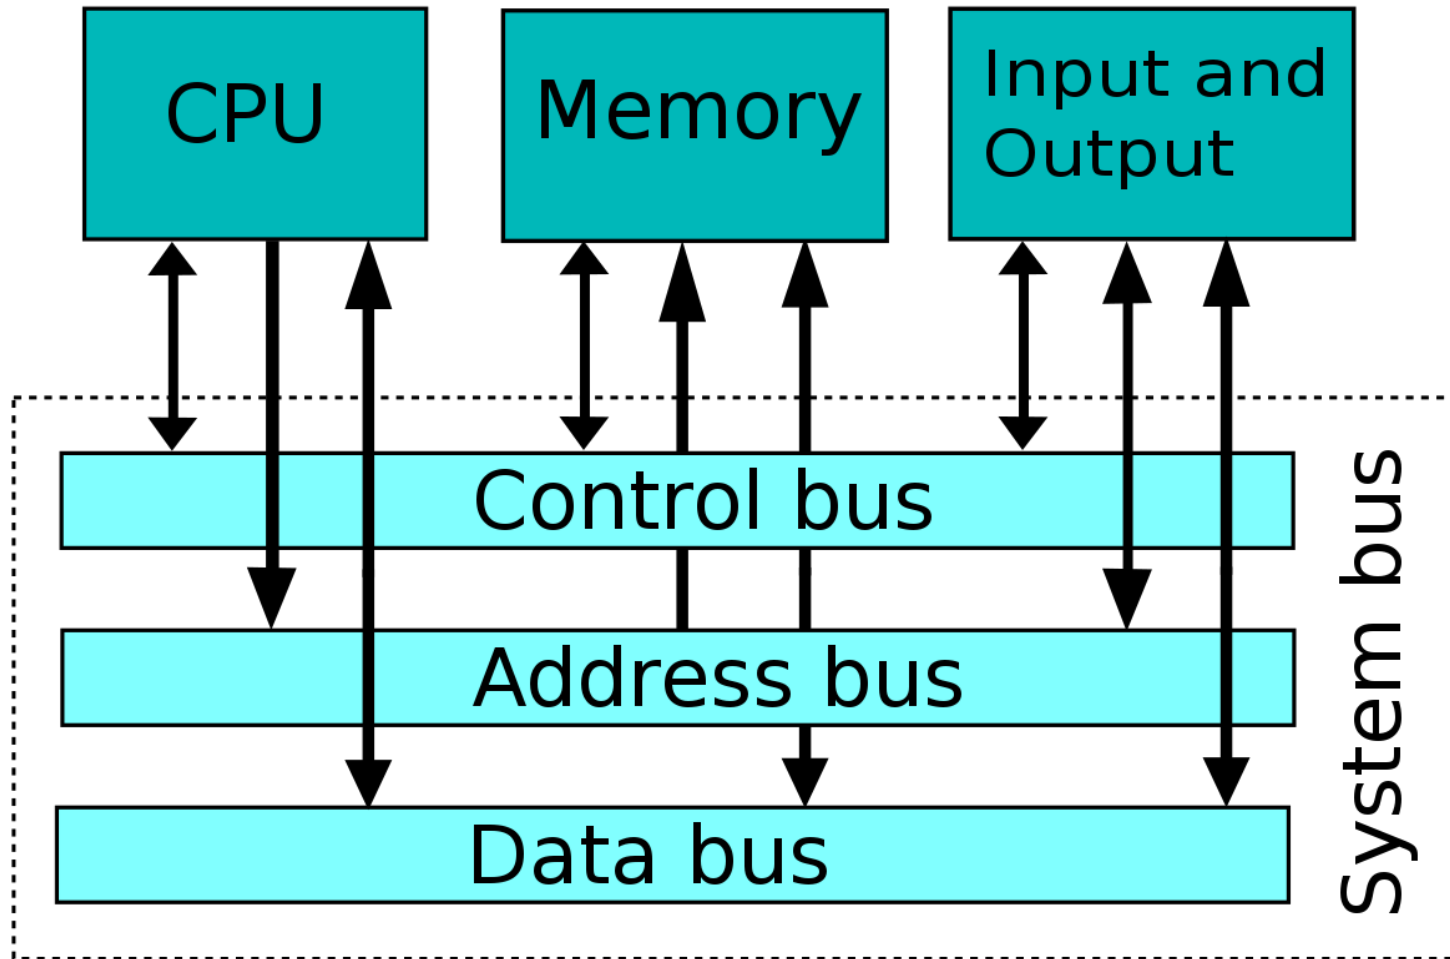 CPU
Memory
Input and
Output
Control bus
Address bus
Data bus
System bus